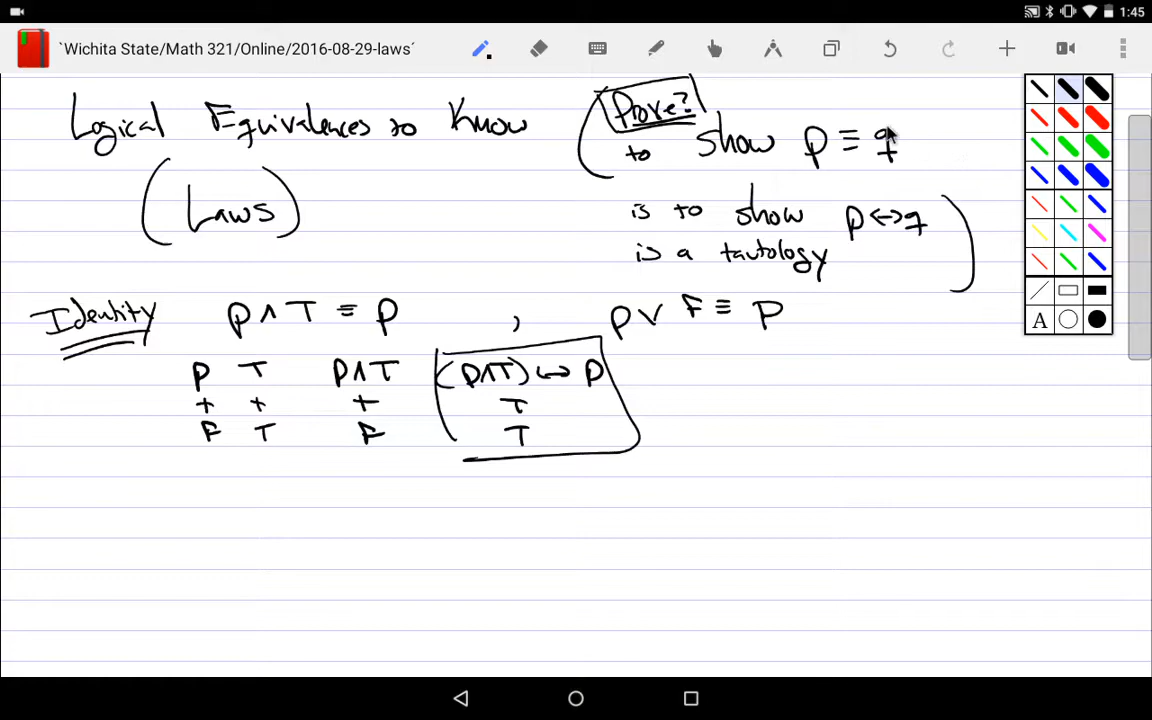 1:45
`Wichita State/Math 321/Online/2016-08-29-laws´
Logical Equivalences to Know
(Laws)
(Prove?
to show p ≡ q
is to show p ↔ q
is a tautology)
Identity p ∧ T ≡ p , p ∨ F ≡ p
p T p∧T (p∧T) ↔ p
T T T T
F T F T
A